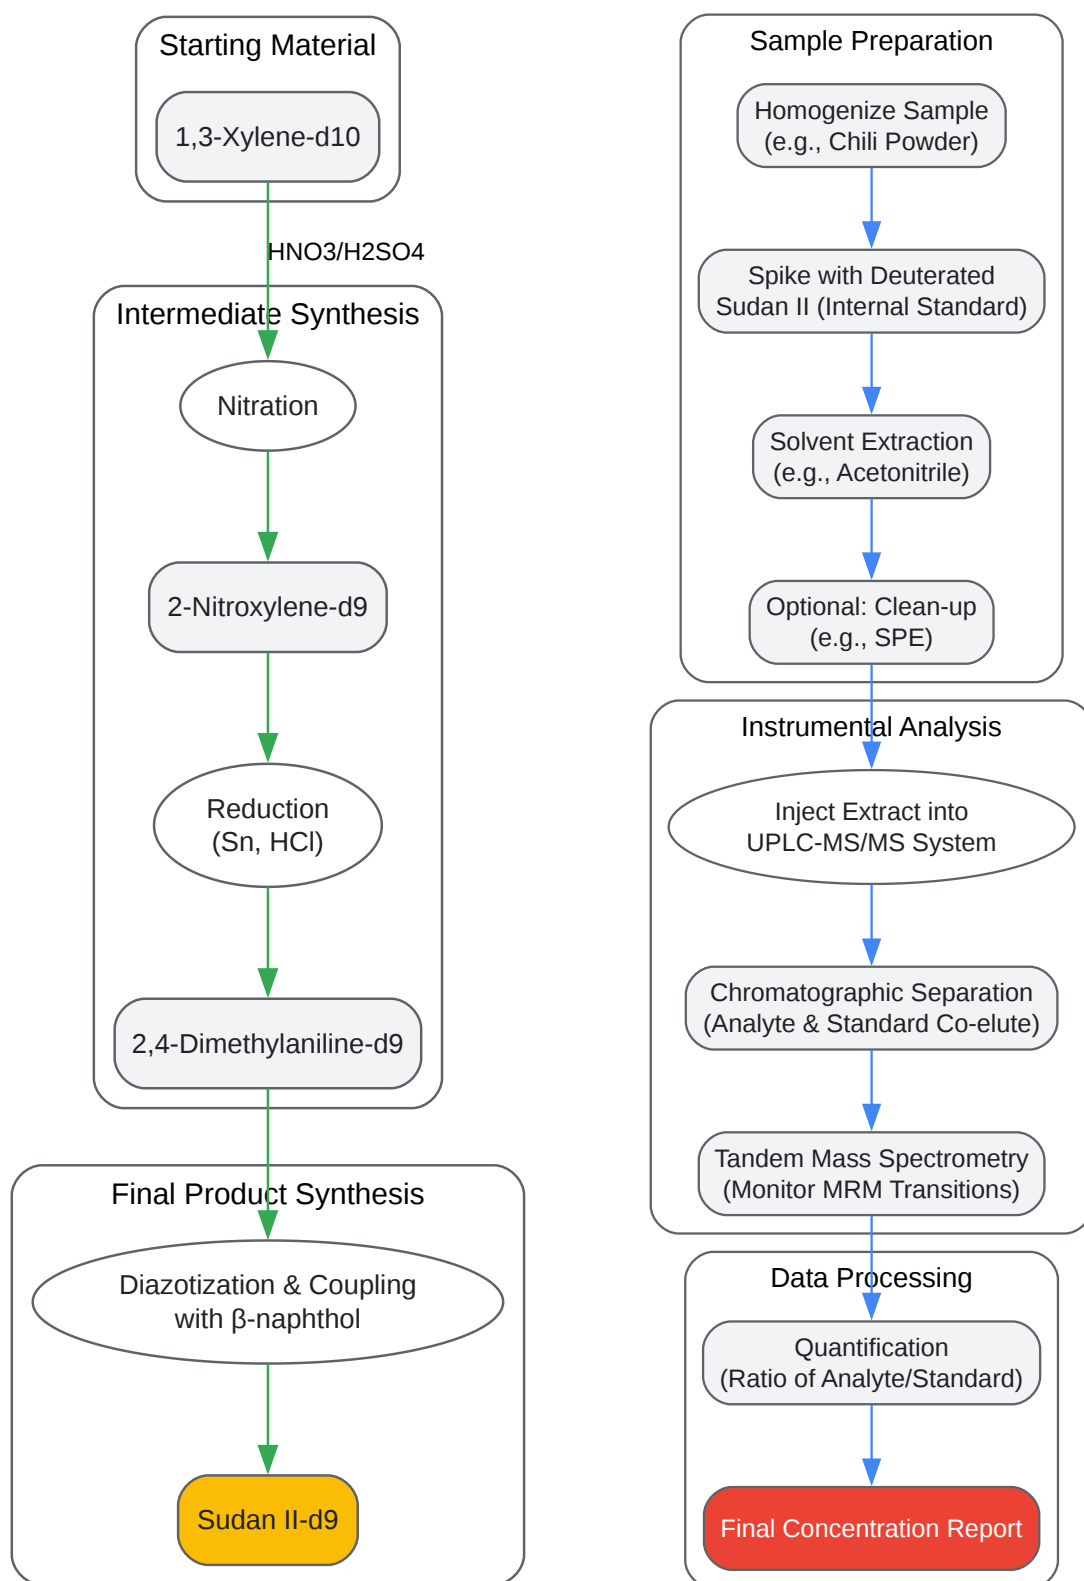 Starting Material
1,3-Xylene-d10
HNO3/H2SO4
Intermediate Synthesis
Nitration
2-Nitroxylene-d9
Reduction
(Sn, HCl)
2,4-Dimethylaniline-d9
Final Product Synthesis
Diazotization & Coupling
with β-naphthol
Sudan II-d9
Sample Preparation
Homogenize Sample
(e.g., Chili Powder)
Spike with Deuterated
Sudan II (Internal Standard)
Solvent Extraction
(e.g., Acetonitrile)
Optional: Clean-up
(e.g., SPE)
Instrumental Analysis
Inject Extract into
UPLC-MS/MS System
Chromatographic Separation
(Analyte & Standard Co-elute)
Tandem Mass Spectrometry
(Monitor MRM Transitions)
Data Processing
Quantification
(Ratio of Analyte/Standard)
Final Concentration Report